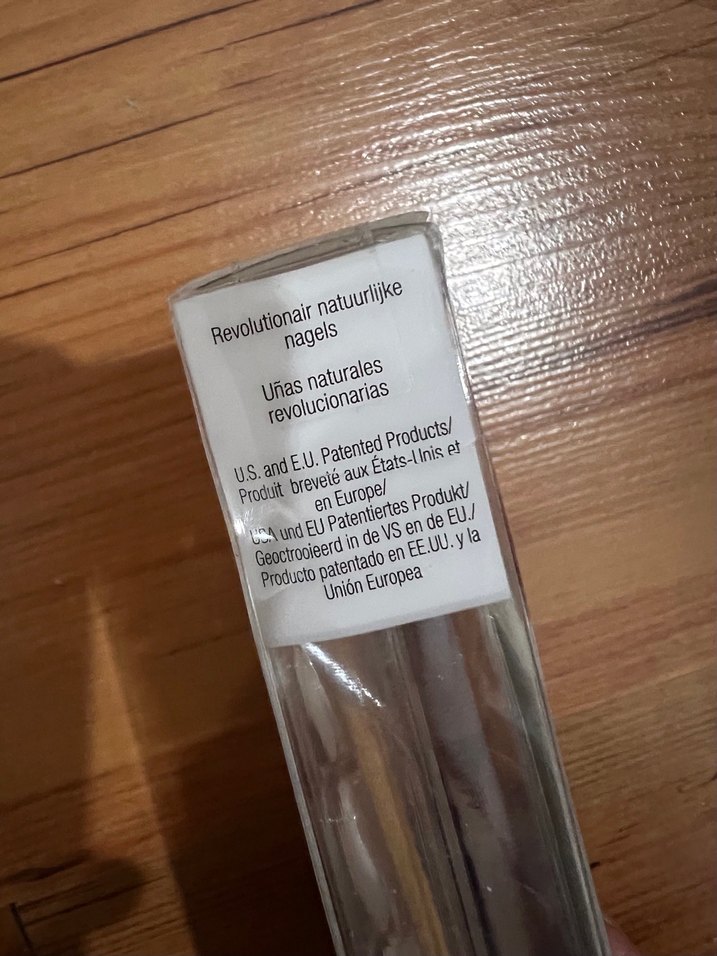 Revolutionair natuurlijke
nagels
Uñas naturales
revolucionarias
U.S. and E.U. Patented Products/
Produit breveté aux États-Unis et
en Europe/
USA und EU Patentiertes Produkt/
Geoctrooieerd in de VS en de EU./
Producto patentado en EE.UU. y la
Unión Europea